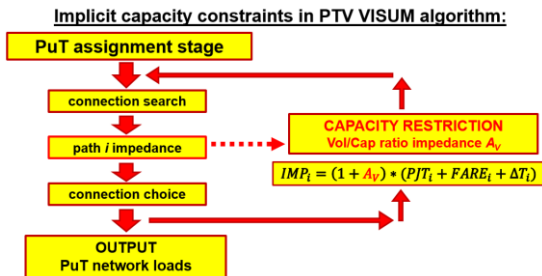 Implicit capacity constraints in PTV VISUM algorithm:
PuT assignment stage
connection search
path i impedance
connection choice
OUTPUT
PuT network loads
CAPACITY RESTRICTION
Vol/Cap ratio impedance A_V
IMP_i = (1 + A_V) * (PJT_i + FARE_i + ΔT_i)